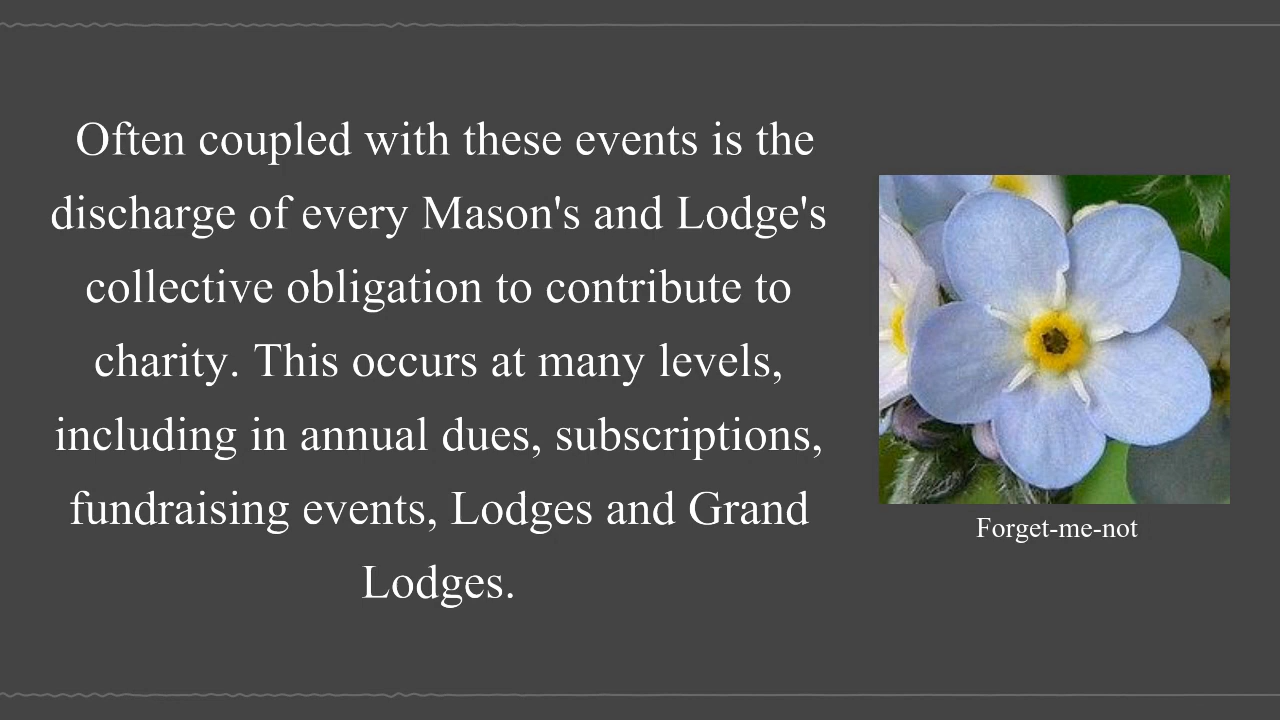 Often coupled with these events is the
discharge of every Mason's and Lodge's
collective obligation to contribute to
charity. This occurs at many levels,
including in annual dues, subscriptions,
fundraising events, Lodges and Grand
Lodges.
Forget-me-not